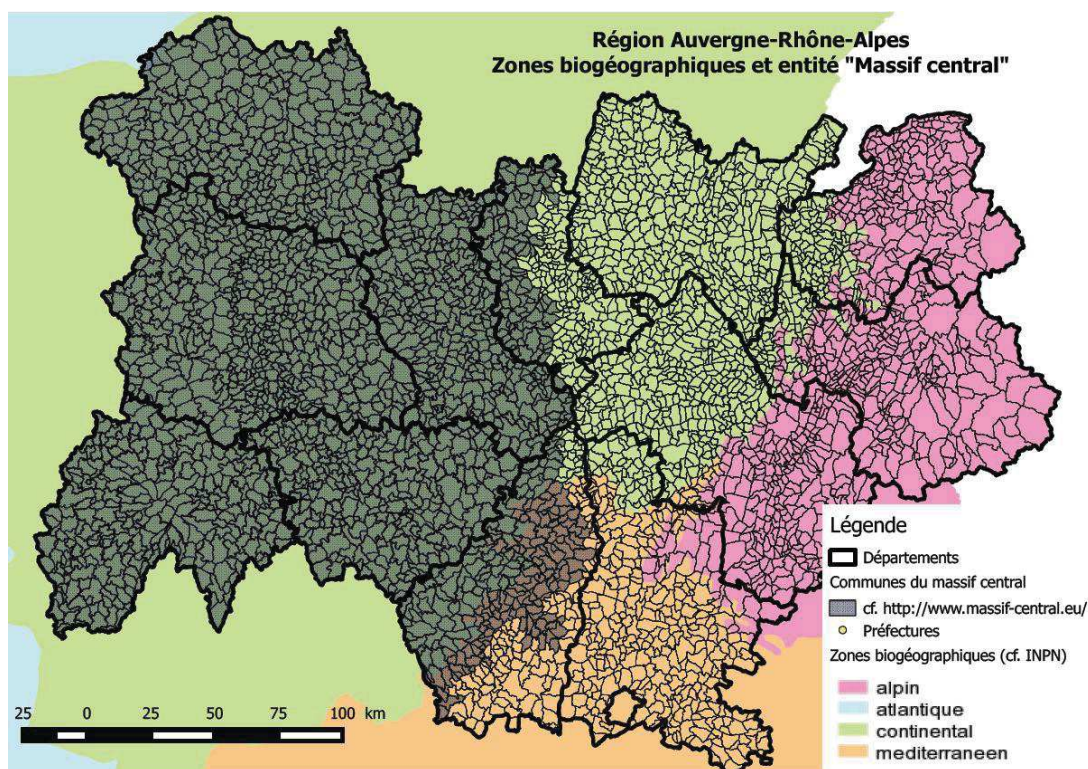 Région Auvergne-Rhône-Alpes
Zones biogéographiques et entité "Massif central"
Légende
Départements
Communes du massif central
cf. http://www.massif-central.eu/
Préfectures
Zones biogéographiques (cf. INPN)
alpin
atlantique
continental
mediterraneen
25 0 25 50 75 100 km